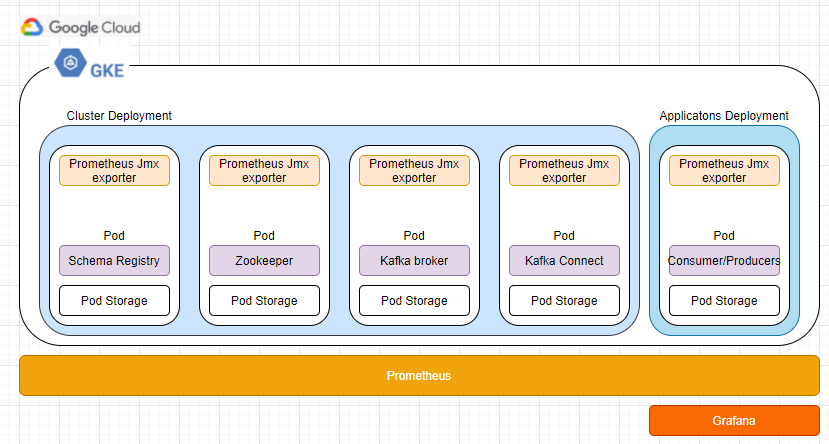 Google Cloud
GKE
Cluster Deployment
Applicatons Deployment
Prometheus Jmx
exporter
Pod
Schema Registry
Pod Storage
Prometheus Jmx
exporter
Pod
Zookeeper
Pod Storage
Prometheus Jmx
exporter
Pod
Kafka broker
Pod Storage
Prometheus Jmx
exporter
Pod
Kafka Connect
Pod Storage
Prometheus Jmx
exporter
Pod
Consumer/Producers
Pod Storage
Prometheus
Grafana